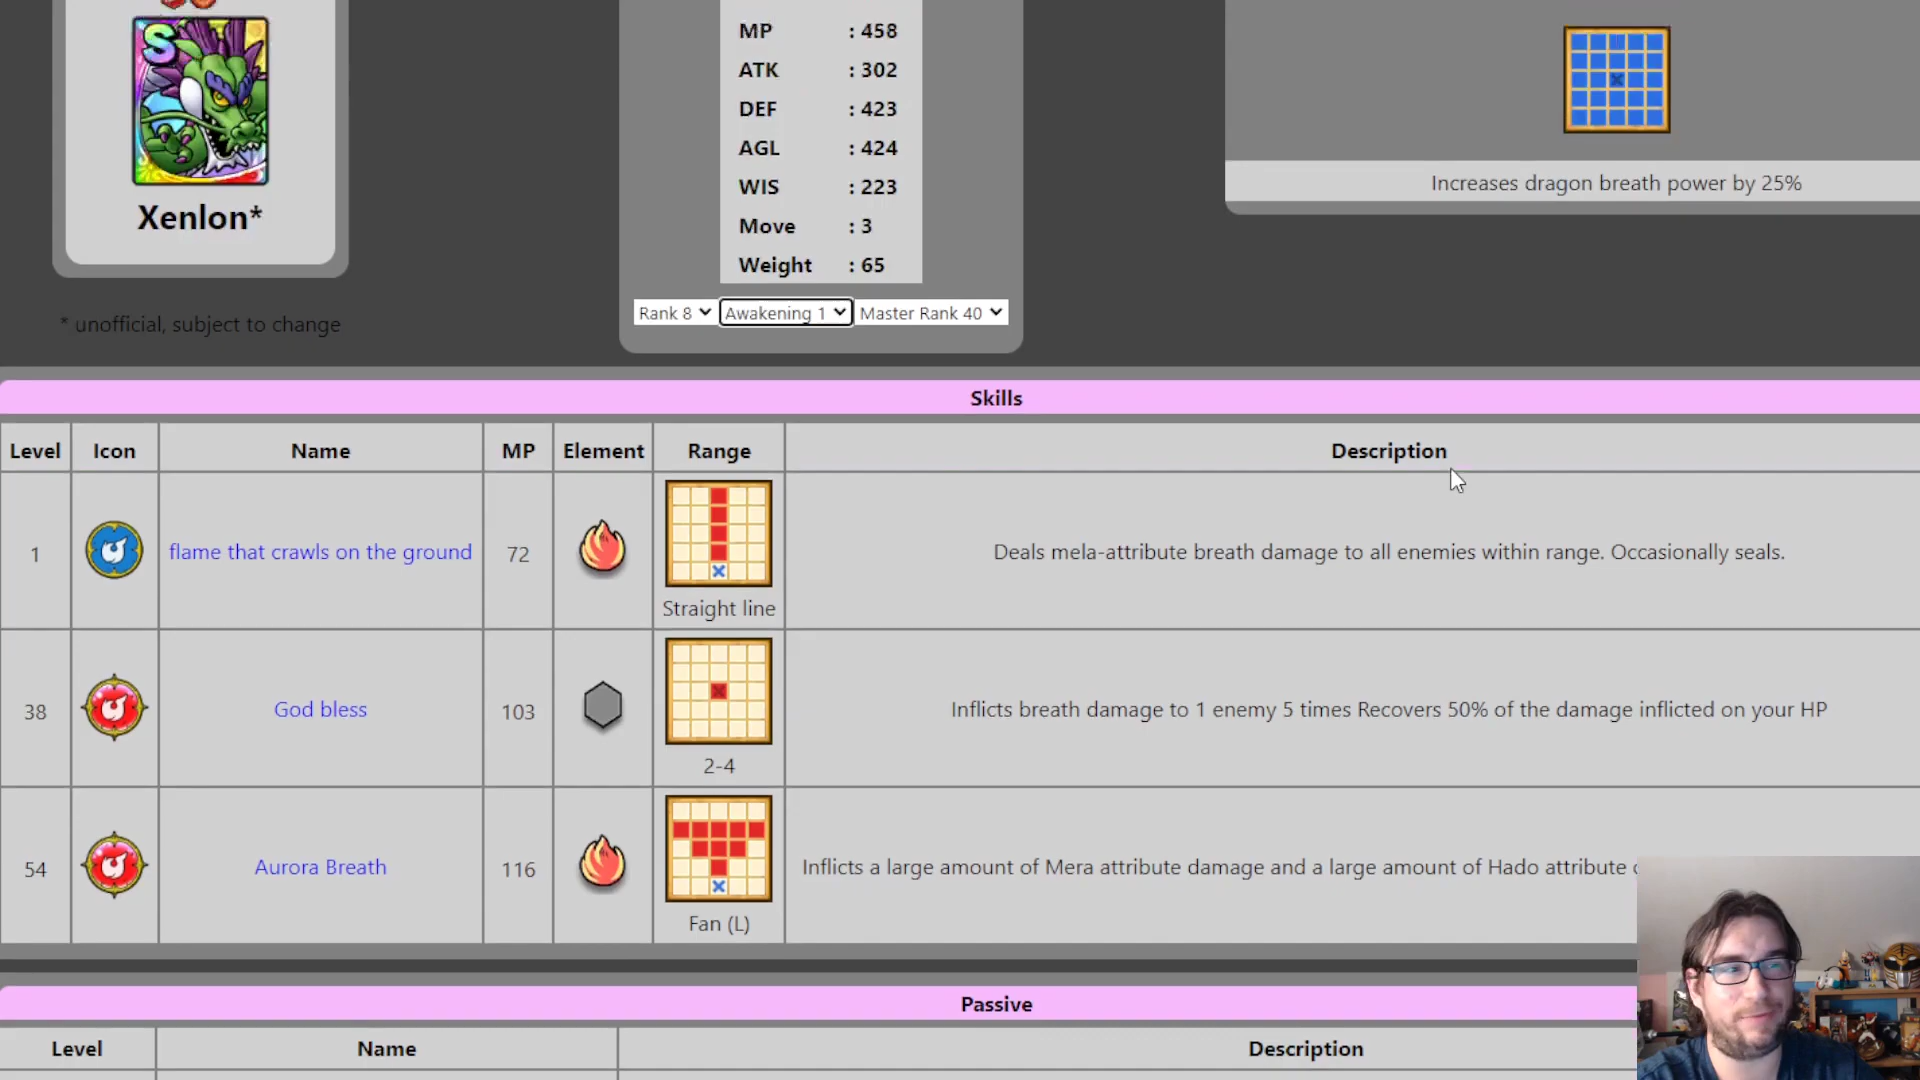 S
Xenlon*
* unofficial, subject to change
MP : 458
ATK : 302
DEF : 423
AGL : 424
WIS : 223
Move : 3
Weight : 65
Rank 8 Awakening 1 Master Rank 40
Increases dragon breath power by 25%
Skills
Level Icon Name MP Element Range Description
1 flame that crawls on the ground 72 Straight line Deals mela-attribute breath damage to all enemies within range. Occasionally seals.
38 God bless 103 2-4 Inflicts breath damage to 1 enemy 5 times Recovers 50% of the damage inflicted on your HP
54 Aurora Breath 116 Fan (L) Inflicts a large amount of Mera attribute damage and a large amount of Hado attribute
Passive
Level Name Description